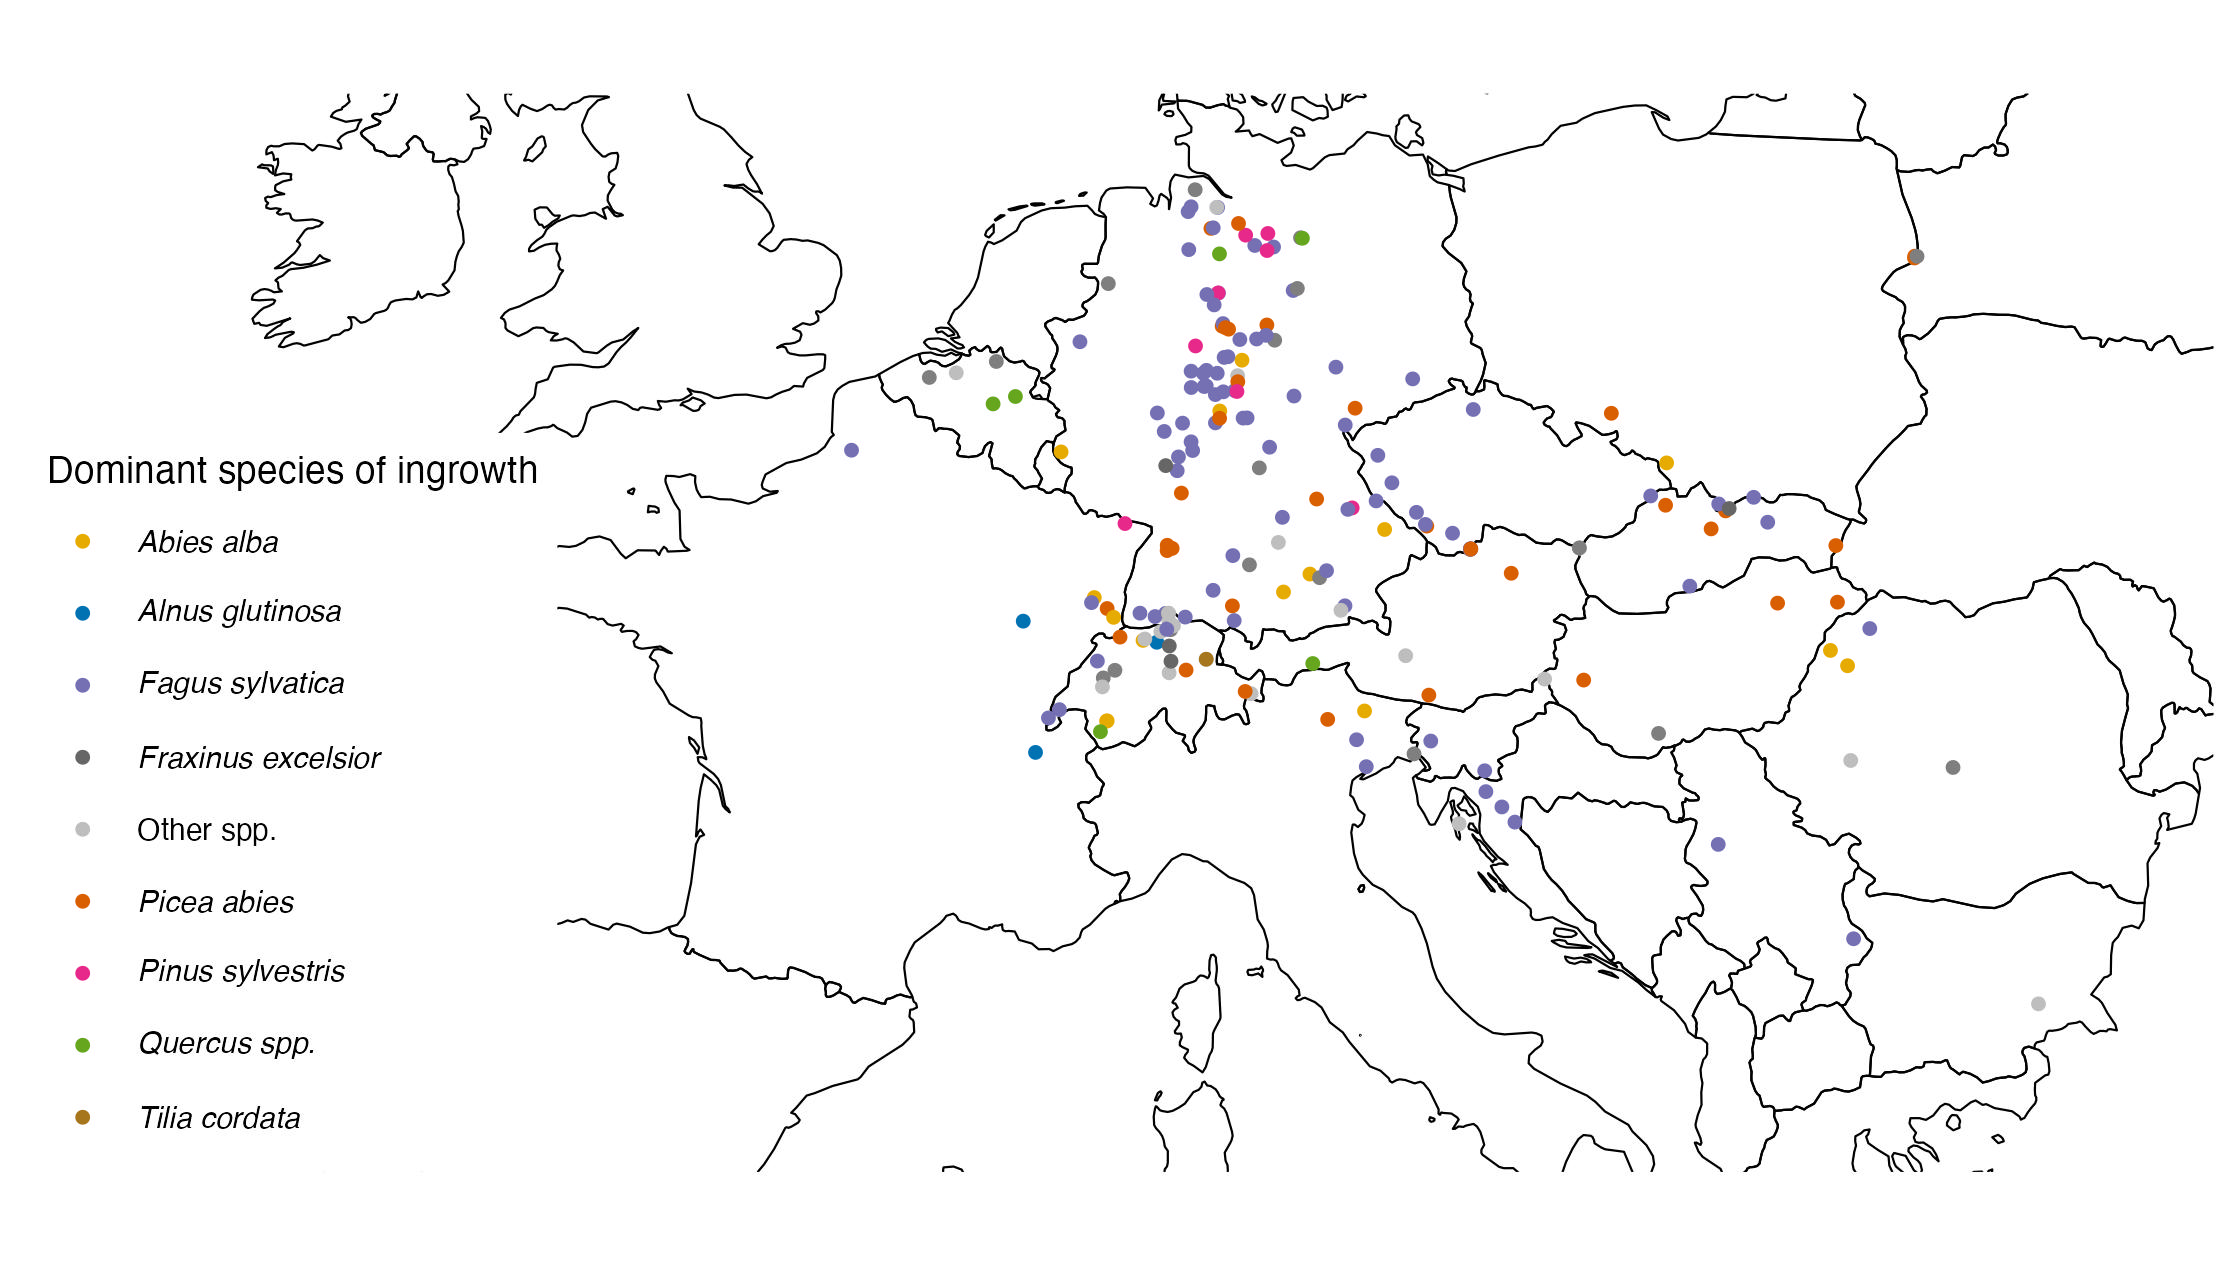 Dominant species of ingrowth
Abies alba
Alnus glutinosa
Fagus sylvatica
Fraxinus excelsior
Other spp.
Picea abies
Pinus sylvestris
Quercus spp.
Tilia cordata